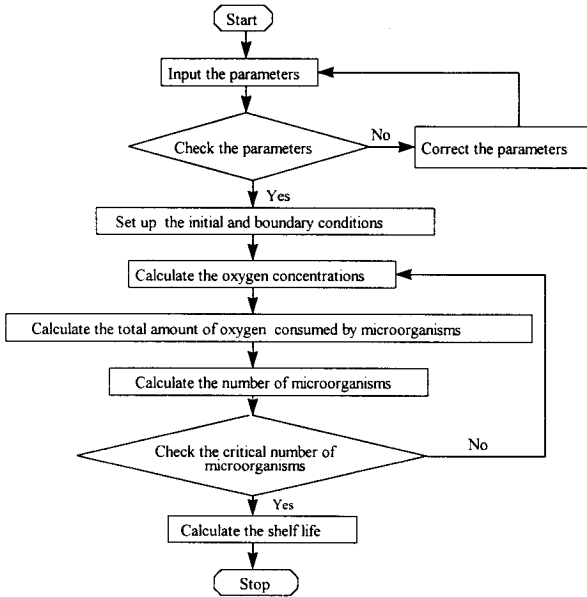 Start
Input the parameters
Check the parameters
No
Correct the parameters
Yes
Set up the initial and boundary conditions
Calculate the oxygen concentrations
Calculate the total amount of oxygen consumed by microorganisms
Calculate the number of microorganisms
Check the critical number of
microorganisms
No
Yes
Calculate the shelf life
Stop